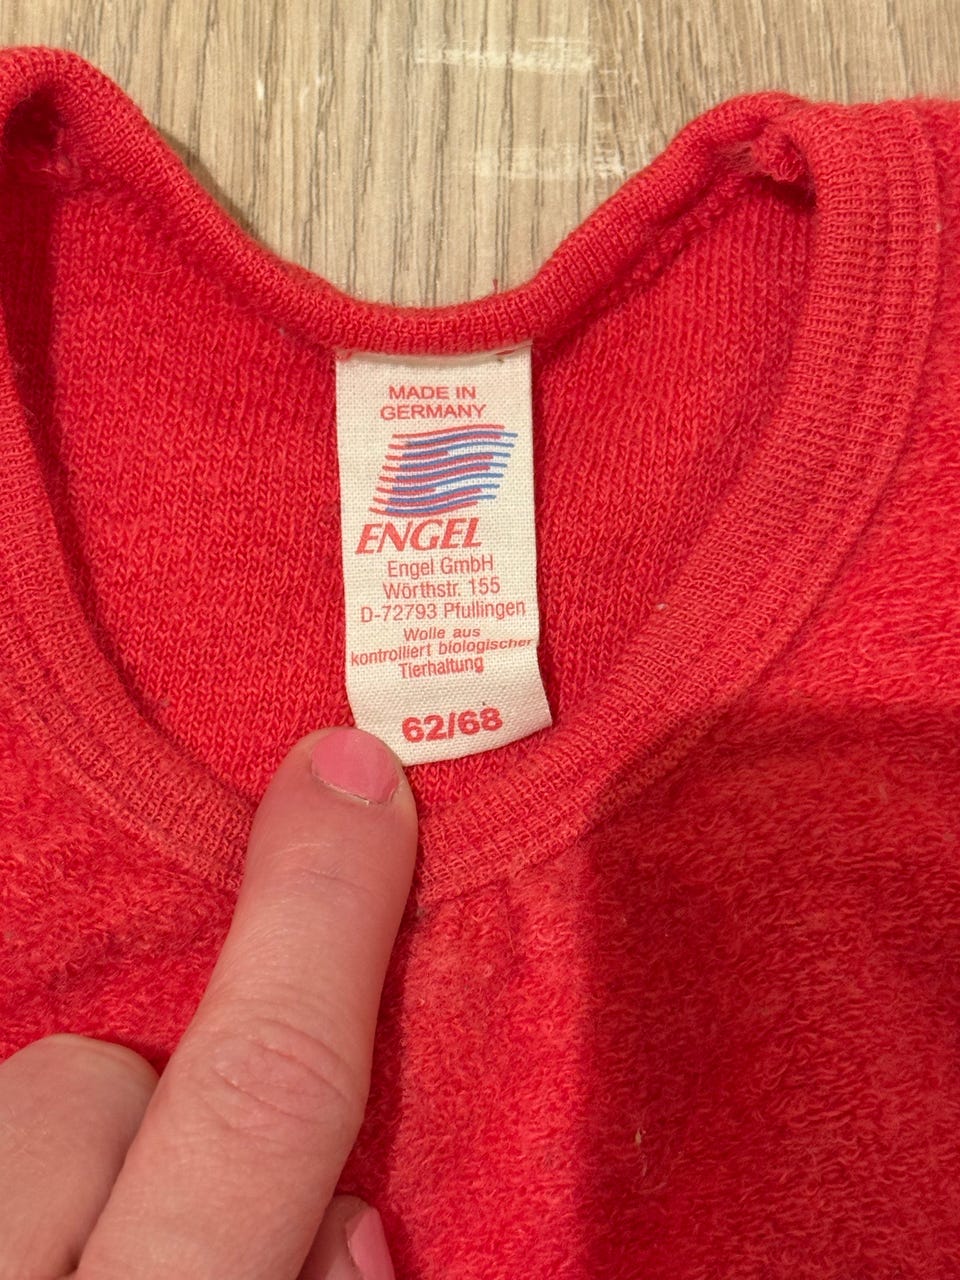 MADE IN
GERMANY
ENGEL
Engel GmbH
Wörthstr. 155
D-72793 Pfullingen
Wolle aus
kontrolliert biologischer
Tierhaltung
62/68